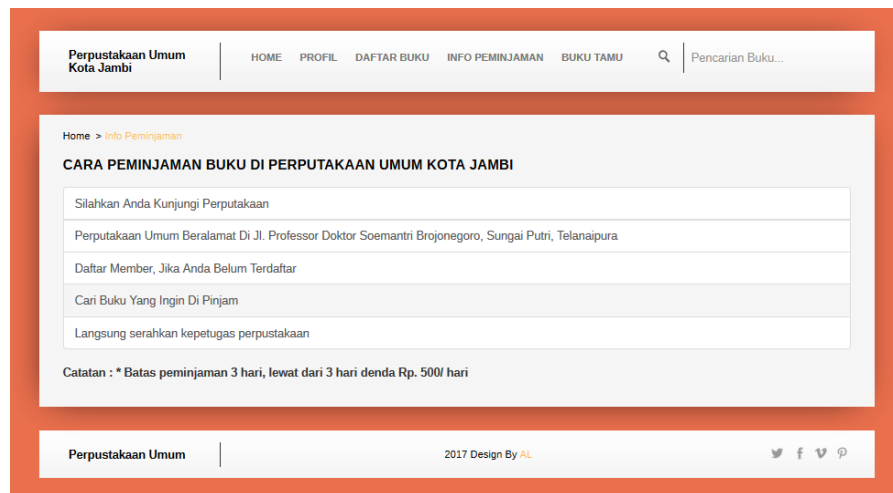 Perpustakaan Umum
Kota Jambi
HOME PROFIL DAFTAR BUKU INFO PEMINJAMAN BUKU TAMU Pencarian Buku...
Home > Info Peminjaman
CARA PEMINJAMAN BUKU DI PERPUTAKAAN UMUM KOTA JAMBI
Silahkan Anda Kunjungi Perputakaan
Perputakaan Umum Beralamat Di Jl. Professor Doktor Soemantri Brojonegoro, Sungai Putri, Telanaipura
Daftar Member, Jika Anda Belum Terdaftar
Cari Buku Yang Ingin Di Pinjam
Langsung serahkan kepetugas perpustakaan
Catatan : * Batas peminjaman 3 hari, lewat dari 3 hari denda Rp. 500/ hari
Perpustakaan Umum 2017 Design By AL